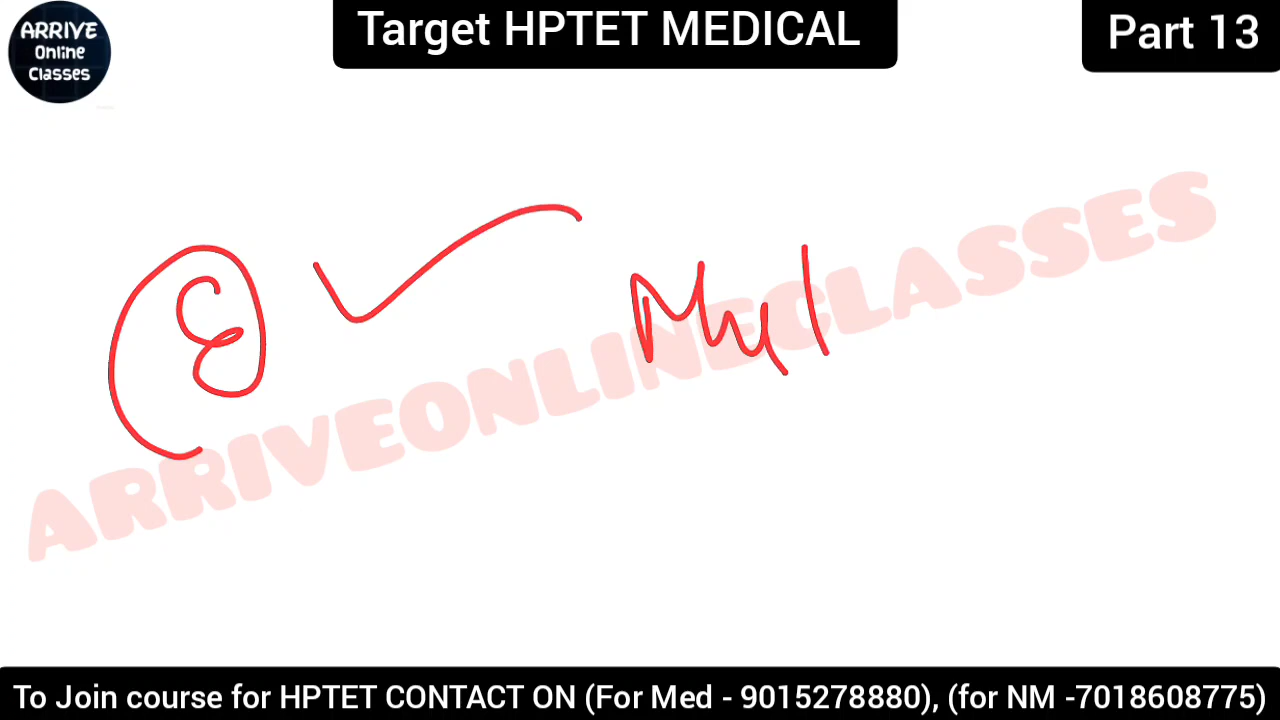 ARRIVE
Online
Classes
Target HPTET MEDICAL
Part 13
ARRIVEONLINECLASSES
To Join course for HPTET CONTACT ON (For Med - 9015278880), (for NM -7018608775)